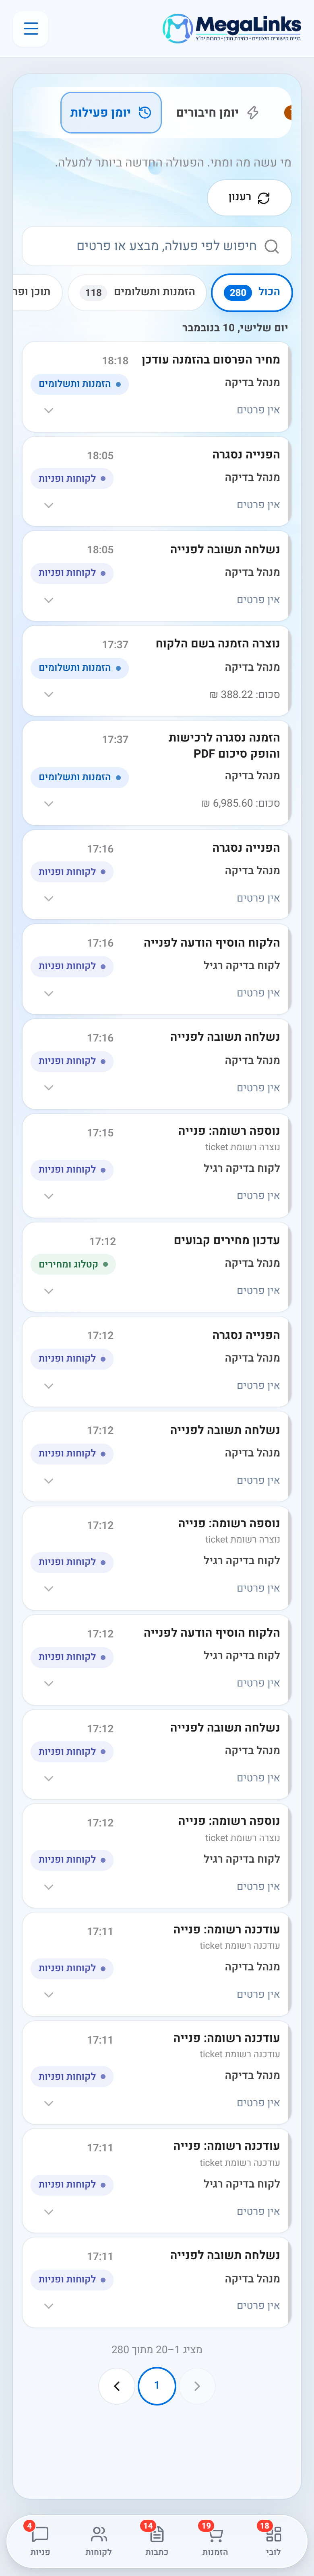 MegaLinks
בניית קישורים חיצוניים • כתיבת תוכן • כתבות יח"צ
יומן חיבורים
יומן פעילות
מי עשה מה ומתי. הפעולה החדשה ביותר למעלה.
רענון
חיפוש לפי פעולה, מבצע או פרטים
הכול 280
הזמנות ותשלומים 118
תוכן ופר
יום שלישי, 10 בנובמבר
מחיר הפרסום בהזמנה עודכן 18:18
מנהל בדיקה
הזמנות ותשלומים
אין פרטים
הפנייה נסגרה 18:05
מנהל בדיקה
לקוחות ופניות
אין פרטים
נשלחה תשובה לפנייה 18:05
מנהל בדיקה
לקוחות ופניות
אין פרטים
נוצרה הזמנה בשם הלקוח 17:37
מנהל בדיקה
הזמנות ותשלומים
סכום: 388.22 ₪
הזמנה נסגרה לרכישות 17:37
והופק סיכום PDF
מנהל בדיקה
הזמנות ותשלומים
סכום: 6,985.60 ₪
הפנייה נסגרה 17:16
מנהל בדיקה
לקוחות ופניות
אין פרטים
הלקוח הוסיף הודעה לפנייה 17:16
לקוח בדיקה רגיל
לקוחות ופניות
אין פרטים
נשלחה תשובה לפנייה 17:16
מנהל בדיקה
לקוחות ופניות
אין פרטים
נוספה רשומה: פנייה 17:15
נוצרה רשומת ticket
לקוח בדיקה רגיל
לקוחות ופניות
אין פרטים
עדכון מחירים קבועים 17:12
מנהל בדיקה
קטלוג ומחירים
אין פרטים
הפנייה נסגרה 17:12
מנהל בדיקה
לקוחות ופניות
אין פרטים
נשלחה תשובה לפנייה 17:12
מנהל בדיקה
לקוחות ופניות
אין פרטים
נוספה רשומה: פנייה 17:12
נוצרה רשומת ticket
לקוח בדיקה רגיל
לקוחות ופניות
אין פרטים
הלקוח הוסיף הודעה לפנייה 17:12
לקוח בדיקה רגיל
לקוחות ופניות
אין פרטים
נשלחה תשובה לפנייה 17:12
מנהל בדיקה
לקוחות ופניות
אין פרטים
נוספה רשומה: פנייה 17:12
נוצרה רשומת ticket
לקוח בדיקה רגיל
לקוחות ופניות
אין פרטים
עודכנה רשומה: פנייה 17:11
עודכנה רשומת ticket
מנהל בדיקה
לקוחות ופניות
אין פרטים
עודכנה רשומה: פנייה 17:11
עודכנה רשומת ticket
מנהל בדיקה
לקוחות ופניות
אין פרטים
עודכנה רשומה: פנייה 17:11
עודכנה רשומת ticket
לקוח בדיקה רגיל
לקוחות ופניות
אין פרטים
נשלחה תשובה לפנייה 17:11
מנהל בדיקה
לקוחות ופניות
אין פרטים
מציג 1–20 מתוך 280
1
18 לובי
19 הזמנות
14 כתבות
לקוחות
4 פניות